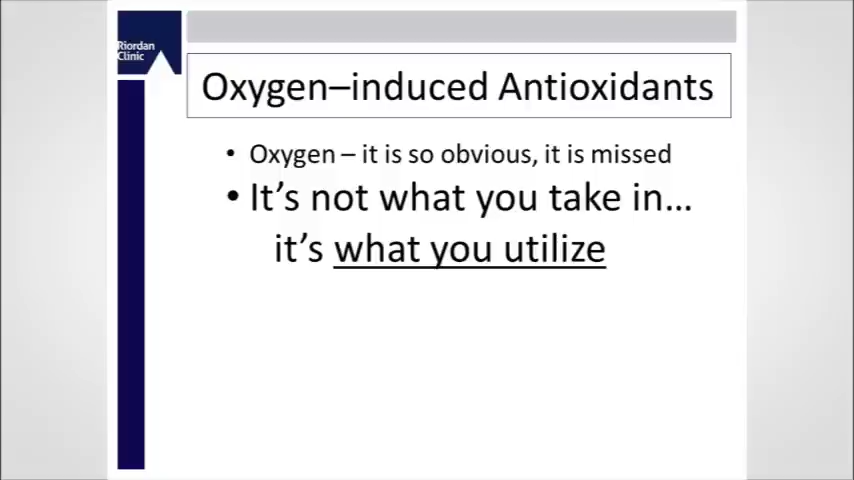 Riordan
Clinic
Oxygen–induced Antioxidants
• Oxygen – it is so obvious, it is missed
• It’s not what you take in…
it’s what you utilize